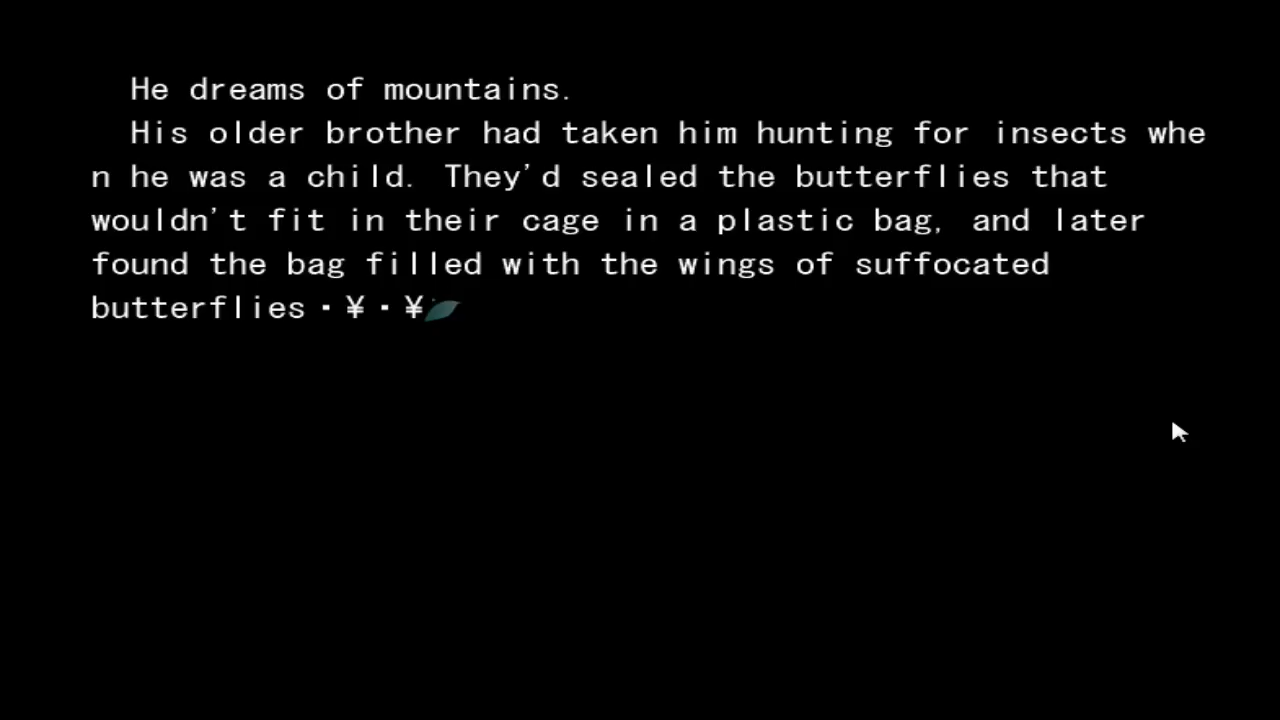 He dreams of mountains.
His older brother had taken him hunting for insects whe
n he was a child. They'd sealed the butterflies that
wouldn't fit in their cage in a plastic bag, and later
found the bag filled with the wings of suffocated
butterflies・¥・¥